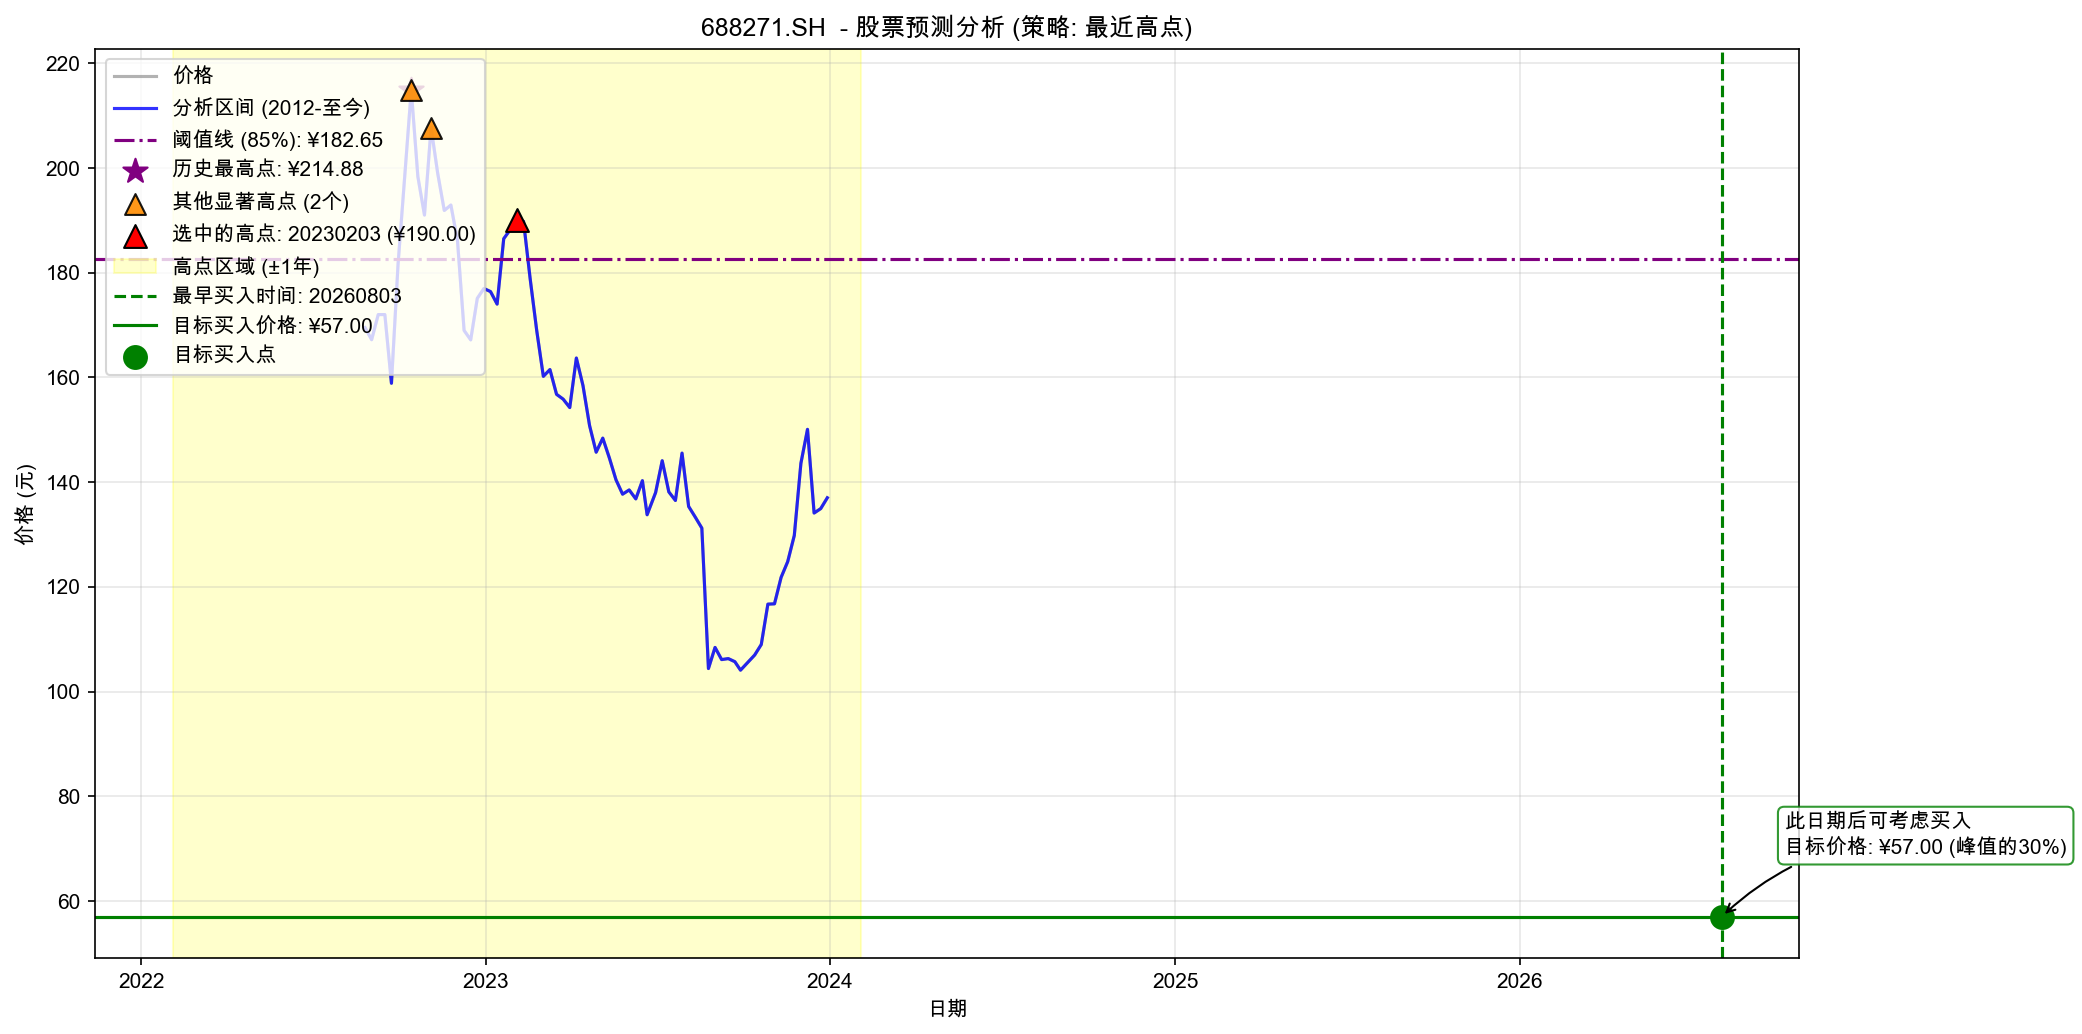 688271.SH - 股票预测分析 (策略: 最近高点)
价格
分析区间 (2012-至今)
阈值线 (85%): ¥182.65
历史最高点: ¥214.88
其他显著高点 (2个)
选中的高点: 20230203 (¥190.00)
高点区域 (±1年)
最早买入时间: 20260803
目标买入价格: ¥57.00
目标买入点
价格 (元)
220
200
180
160
140
120
100
80
60
此日期后可考虑买入
目标价格: ¥57.00 (峰值的30%)
2022
2023
2024
2025
2026
日期